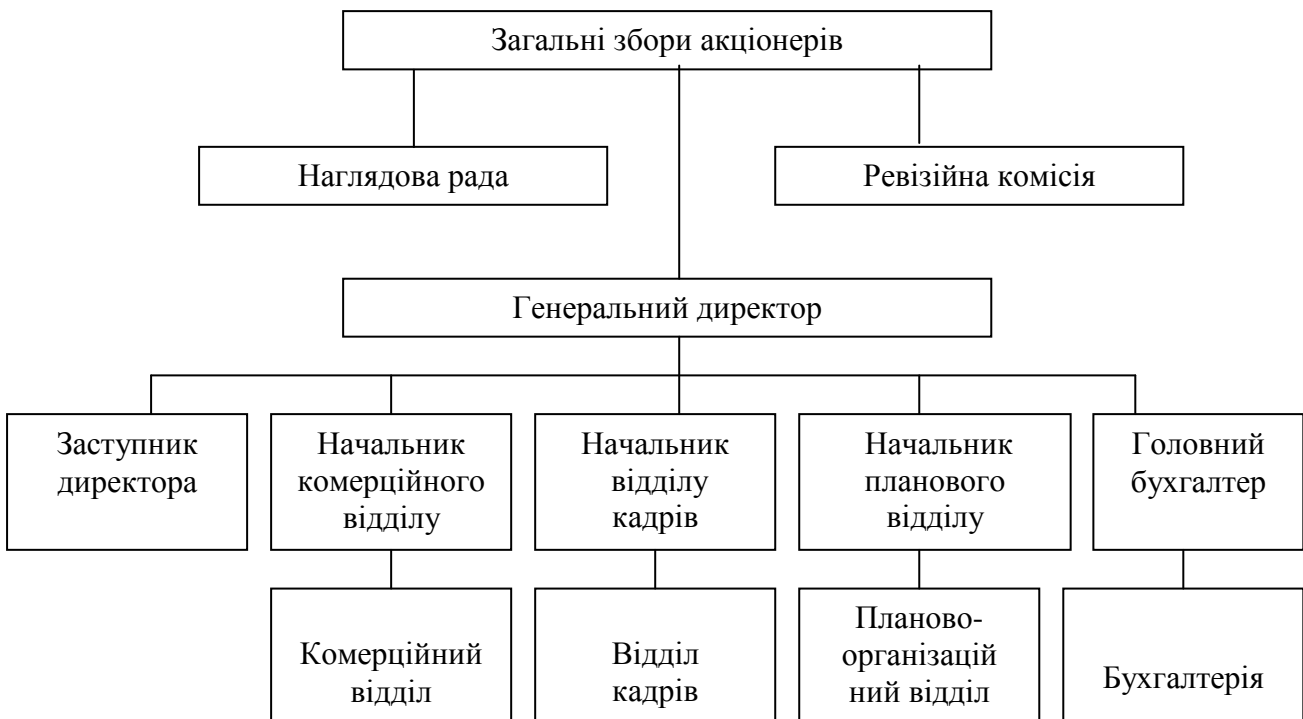 Загальні збори акціонерів
Наглядова рада
Ревізійна комісія
Генеральний директор
Заступник
директора
Начальник
комерційного
відділу
Начальник
відділу
кадрів
Начальник
планового
відділу
Головний
бухгалтер
Комерційний
відділ
Відділ
кадрів
Планово-
організацій
ний відділ
Бухгалтерія